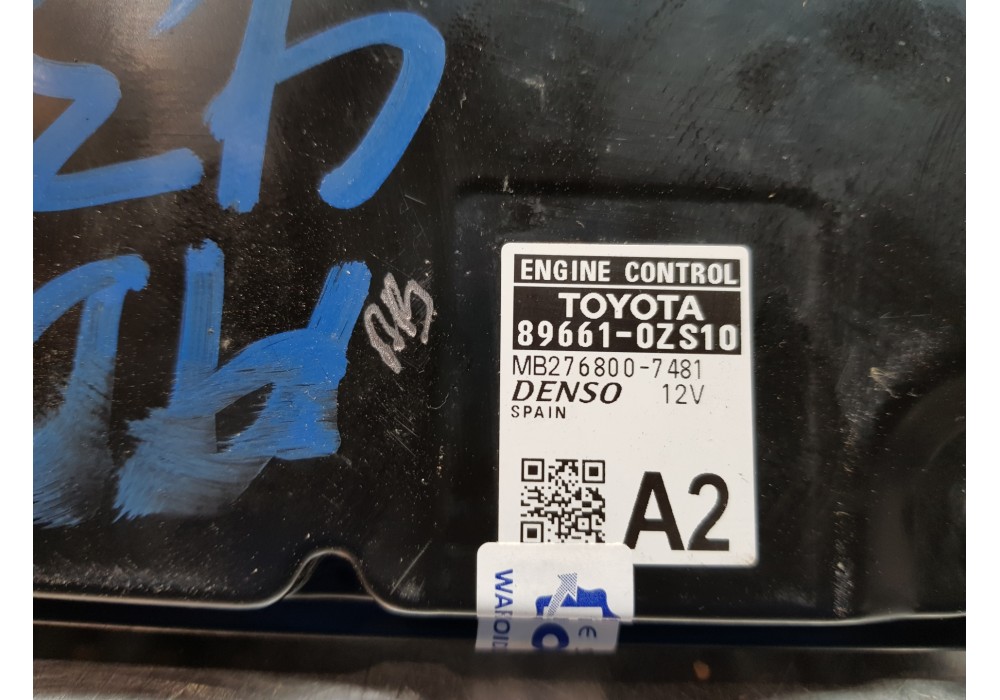 ENGINE CONTROL
TOYOTA
89661-0ZS10
MB276800-7481
DENSO 12V
SPAIN
A2